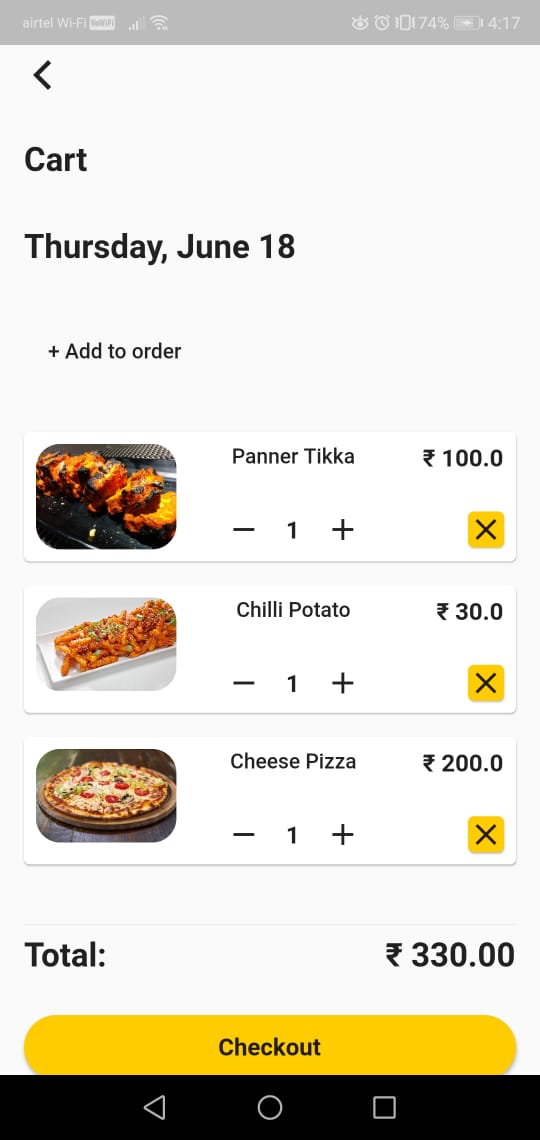 airtel Wi-Fi VoWiFi 74% 4:17
Cart
Thursday, June 18
+ Add to order
Panner Tikka ₹ 100.0
1
Chilli Potato ₹ 30.0
1
Cheese Pizza ₹ 200.0
1
Total: ₹ 330.00
Checkout